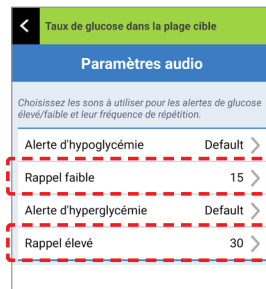 Taux de glucose dans la plage cible
Paramètres audio
Choisissez les sons à utiliser pour les alertes de glucose
élevé/faible et leur fréquence de répétition.
Alerte d'hypoglycémie Default
Rappel faible 15
Alerte d'hyperglycémie Default
Rappel élevé 30